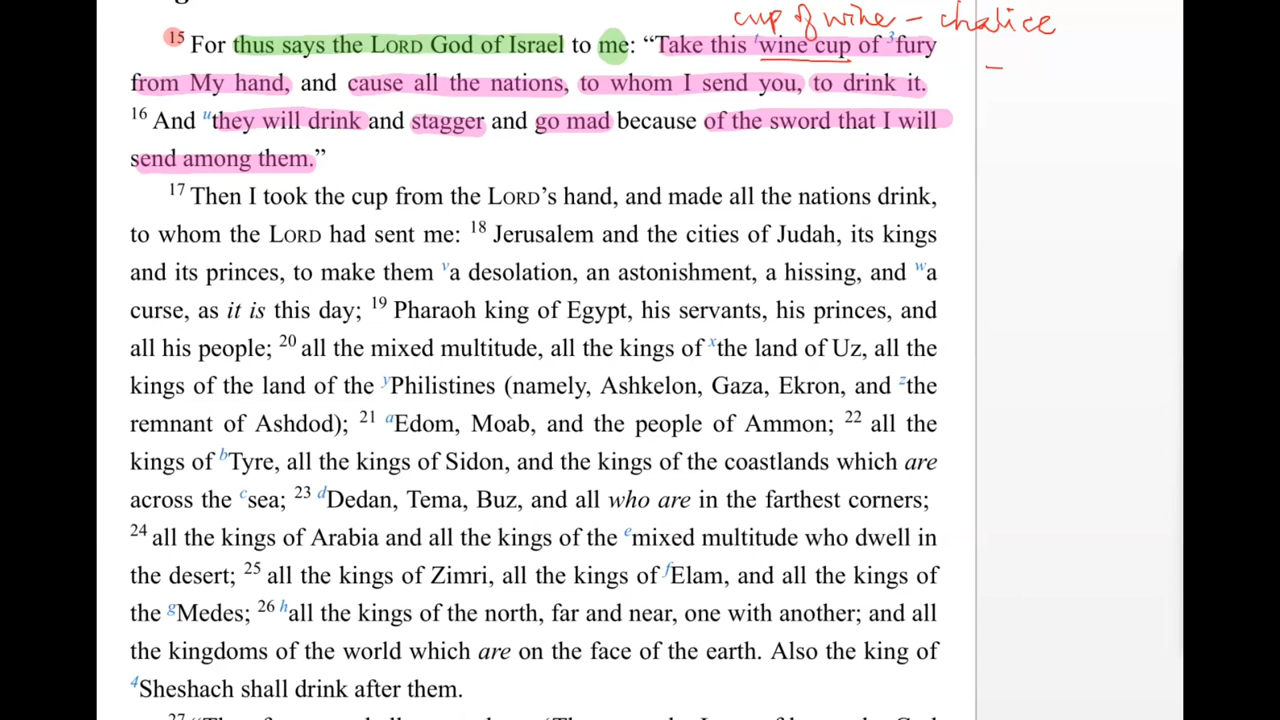 cup of wine – chalice
15 For thus says the LORD God of Israel to me: “Take this t wine cup of 3 fury
–
from My hand, and cause all the nations, to whom I send you, to drink it.
16 And u they will drink and stagger and go mad because of the sword that I will
send among them.”
17 Then I took the cup from the LORD’s hand, and made all the nations drink,
to whom the LORD had sent me: 18 Jerusalem and the cities of Judah, its kings
and its princes, to make them v a desolation, an astonishment, a hissing, and w a
curse, as it is this day; 19 Pharaoh king of Egypt, his servants, his princes, and
all his people; 20 all the mixed multitude, all the kings of x the land of Uz, all the
kings of the land of the y Philistines (namely, Ashkelon, Gaza, Ekron, and z the
remnant of Ashdod); 21 a Edom, Moab, and the people of Ammon; 22 all the
kings of b Tyre, all the kings of Sidon, and the kings of the coastlands which are
across the c sea; 23 d Dedan, Tema, Buz, and all who are in the farthest corners;
24 all the kings of Arabia and all the kings of the e mixed multitude who dwell in
the desert; 25 all the kings of Zimri, all the kings of f Elam, and all the kings of
the g Medes; 26 h all the kings of the north, far and near, one with another; and all
the kingdoms of the world which are on the face of the earth. Also the king of
4 Sheshach shall drink after them.